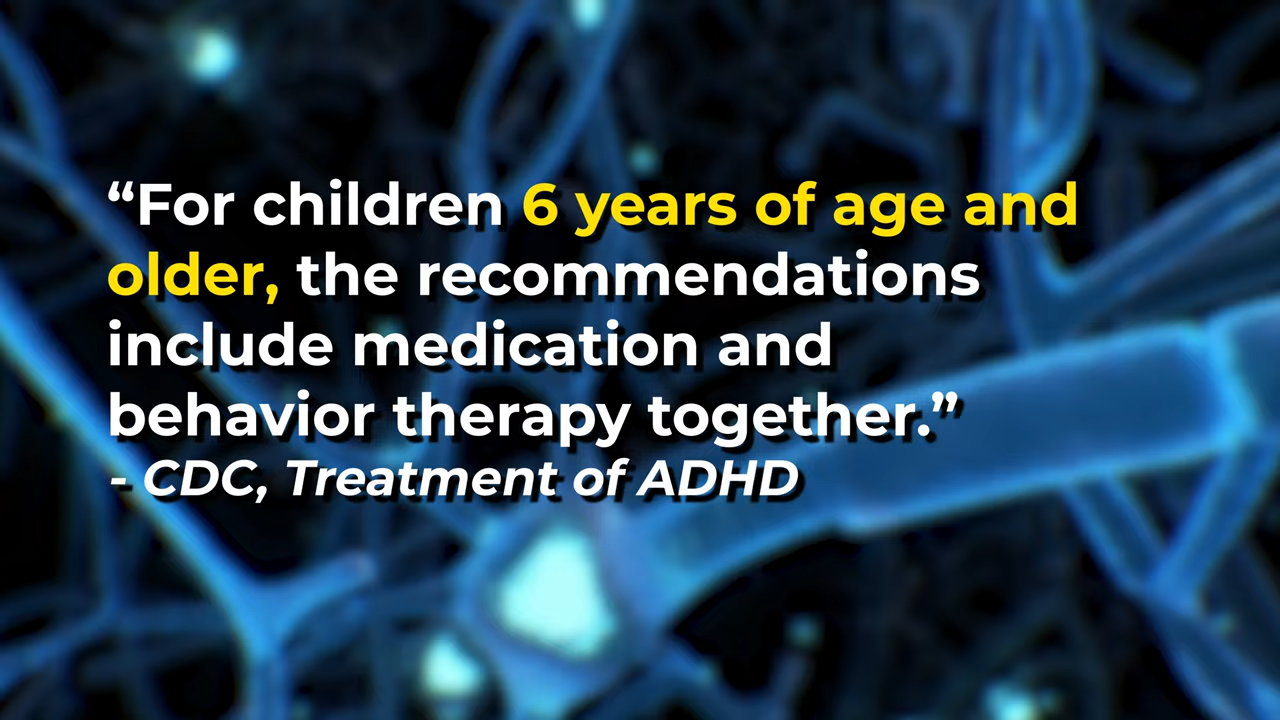 “For children 6 years of age and
older, the recommendations
include medication and
behavior therapy together.”
- CDC, Treatment of ADHD